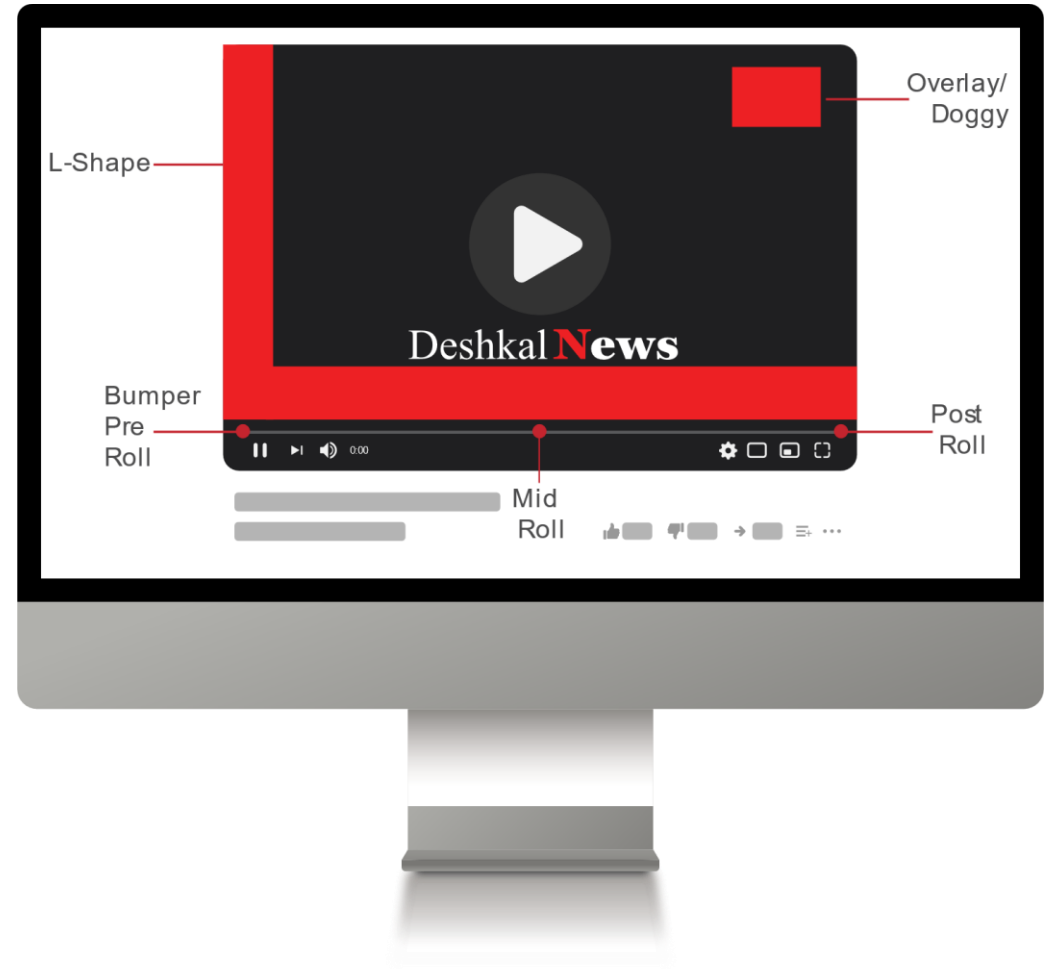 Overlay/
Doggy
L-Shape
Deshkal News
Bumper
Pre
Roll
Post
Roll
0:00
Mid
Roll